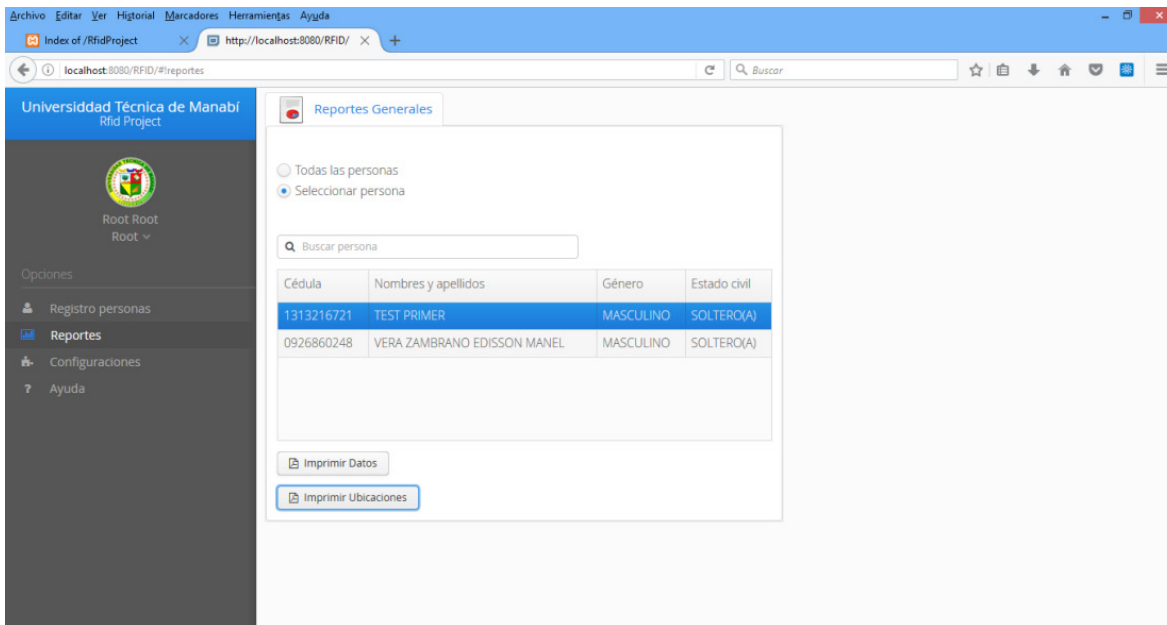 Archivo Editar Ver Historial Marcadores Herramientas Ayuda
Index of /RfidProject
http://localhost:8080/RFID/
localhost:8080/RFID/#!reportes
Buscar
Universiddad Técnica de Manabí
Rfid Project
Root Root
Root
Opciones
Registro personas
Reportes
Configuraciones
Ayuda
Reportes Generales
Todas las personas
Seleccionar persona
Buscar persona
Cédula Nombres y apellidos Género Estado civil
1313216721 TEST PRIMER MASCULINO SOLTERO(A)
0926860248 VERA ZAMBRANO EDISSON MANEL MASCULINO SOLTERO(A)
Imprimir Datos
Imprimir Ubicaciones